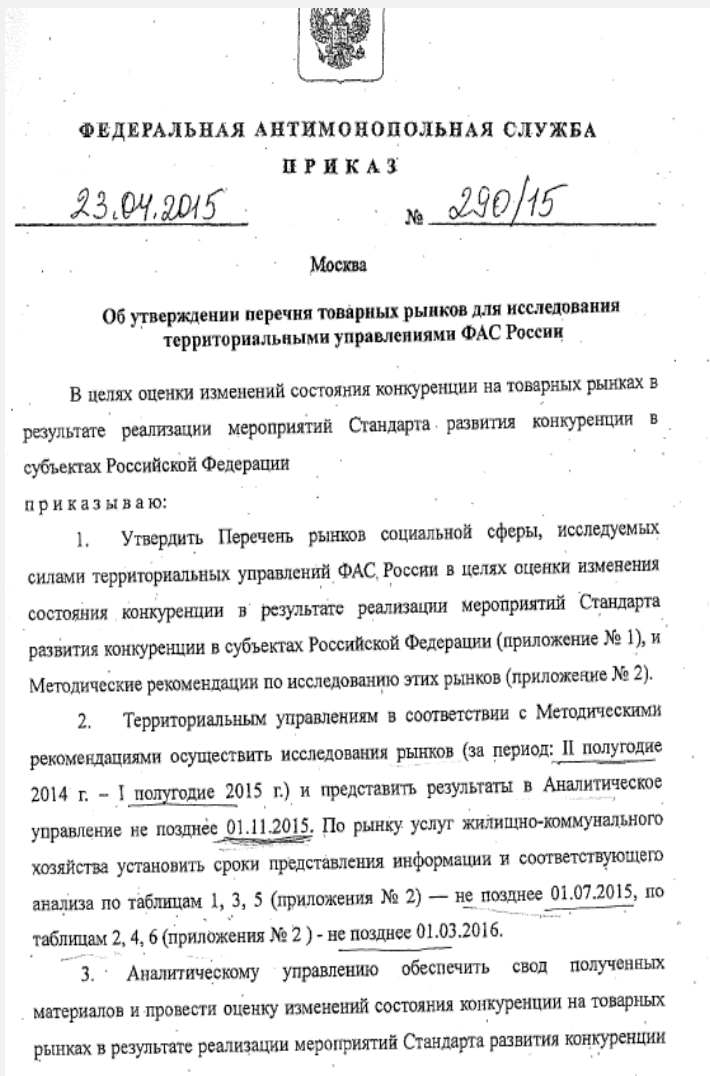 ФЕДЕРАЛЬНАЯ АНТИМОНОПОЛЬНАЯ СЛУЖБА
ПРИКАЗ
23.04.2015 № 290/15
Москва
Об утверждении перечня товарных рынков для исследования
территориальными управлениями ФАС России
В целях оценки изменений состояния конкуренции на товарных рынках в
результате реализации мероприятий Стандарта развития конкуренции в
субъектах Российской Федерации
приказываю:
1. Утвердить Перечень рынков социальной сферы, исследуемых
силами территориальных управлений ФАС России в целях оценки изменения
состояния конкуренции в результате реализации мероприятий Стандарта
развития конкуренции в субъектах Российской Федерации (приложение № 1), и
Методические рекомендации по исследованию этих рынков (приложение № 2).
2. Территориальным управлениям в соответствии с Методическими
рекомендациями осуществить исследования рынков (за период: II полугодие
2014 г. – I полугодие 2015 г.) и представить результаты в Аналитическое
управление не позднее 01.11.2015. По рынку услуг жилищно-коммунального
хозяйства установить сроки представления информации и соответствующего
анализа по таблицам 1, 3, 5 (приложения № 2) — не позднее 01.07.2015, по
таблицам 2, 4, 6 (приложения № 2 ) - не позднее 01.03.2016.
3. Аналитическому управлению обеспечить свод полученных
материалов и провести оценку изменений состояния конкуренции на товарных
рынках в результате реализации мероприятий Стандарта развития конкуренции